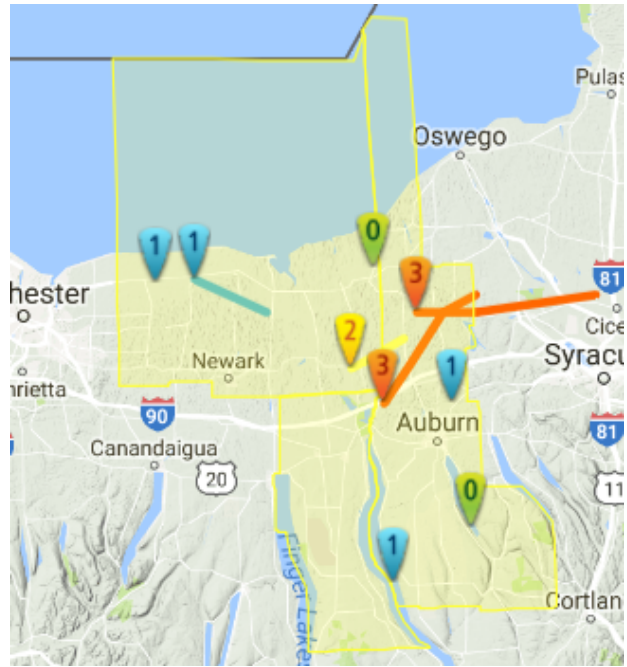 Pulas
Oswego
0
1
1
3
81
hester
Cice
2
Newark
3
1
Syracu
nrietta
90
Auburn
81
Canandaigua
20
0
11
1
Finger Lakes
Cortlan